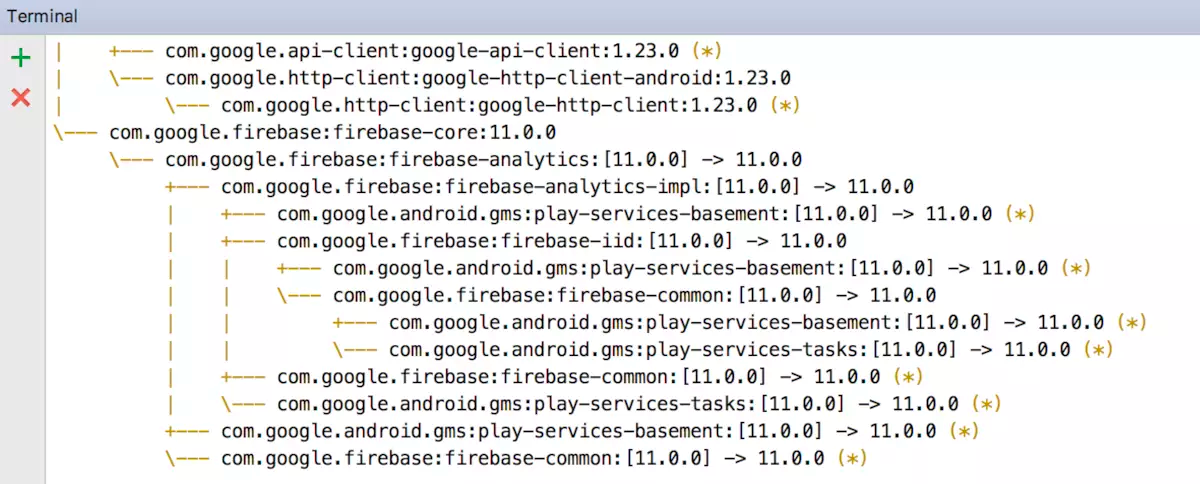 Terminal
|    +--- com.google.api-client:google-api-client:1.23.0 (*)
|    \--- com.google.http-client:google-http-client-android:1.23.0
|         \--- com.google.http-client:google-http-client:1.23.0 (*)
\--- com.google.firebase:firebase-core:11.0.0
     \--- com.google.firebase:firebase-analytics:[11.0.0] -> 11.0.0
          +--- com.google.firebase:firebase-analytics-impl:[11.0.0] -> 11.0.0
          |    +--- com.google.android.gms:play-services-basement:[11.0.0] -> 11.0.0 (*)
          |    +--- com.google.firebase:firebase-iid:[11.0.0] -> 11.0.0
          |    |    +--- com.google.android.gms:play-services-basement:[11.0.0] -> 11.0.0 (*)
          |    |    \--- com.google.firebase:firebase-common:[11.0.0] -> 11.0.0
          |    |         +--- com.google.android.gms:play-services-basement:[11.0.0] -> 11.0.0 (*)
          |    |         \--- com.google.android.gms:play-services-tasks:[11.0.0] -> 11.0.0 (*)
          |    +--- com.google.firebase:firebase-common:[11.0.0] -> 11.0.0 (*)
          |    \--- com.google.android.gms:play-services-tasks:[11.0.0] -> 11.0.0 (*)
          +--- com.google.android.gms:play-services-basement:[11.0.0] -> 11.0.0 (*)
          \--- com.google.firebase:firebase-common:[11.0.0] -> 11.0.0 (*)